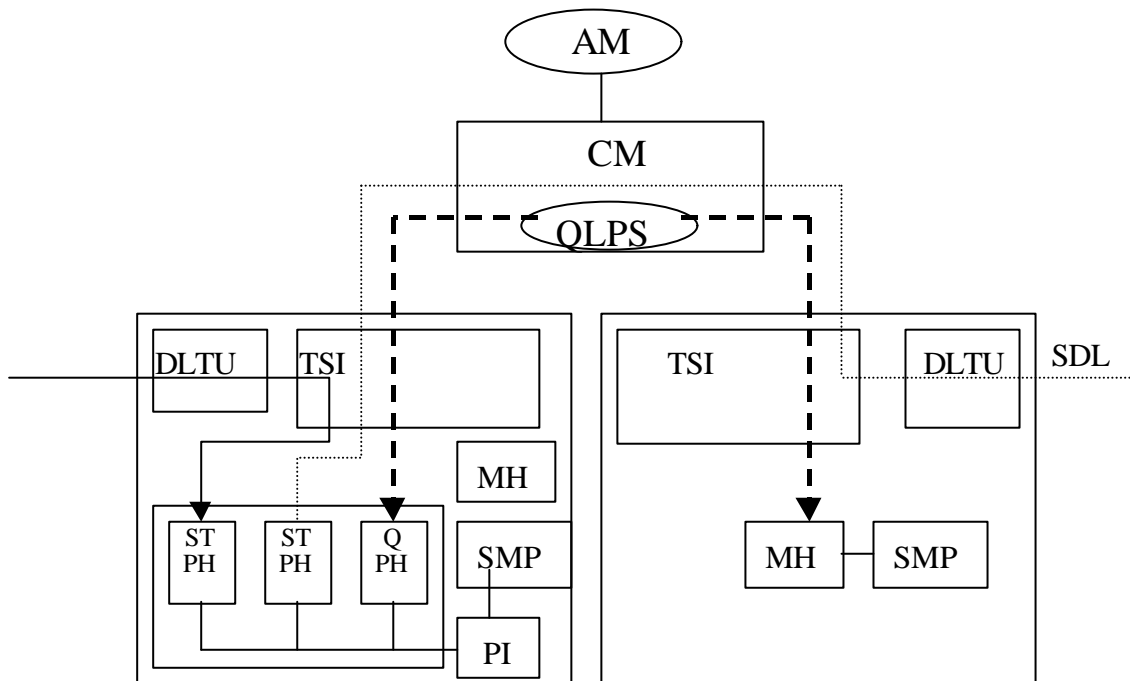 AM
CM
QLPS
DLTU
TSI
TSI
DLTU
SDL
MH
ST
PH
ST
PH
Q
PH
SMP
MH
SMP
PI